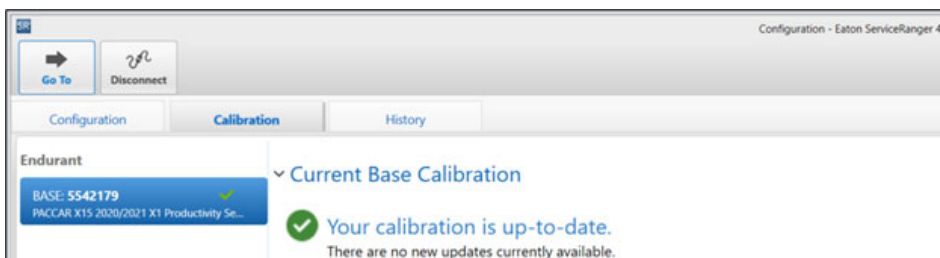 SR
Configuration - Eaton ServiceRanger 4
Go To
Disconnect
Configuration
Calibration
History
Endurant
BASE: 5542179
PACCAR X15 2020/2021 X1 Productivity Se...
Current Base Calibration
Your calibration is up-to-date.
There are no new updates currently available.